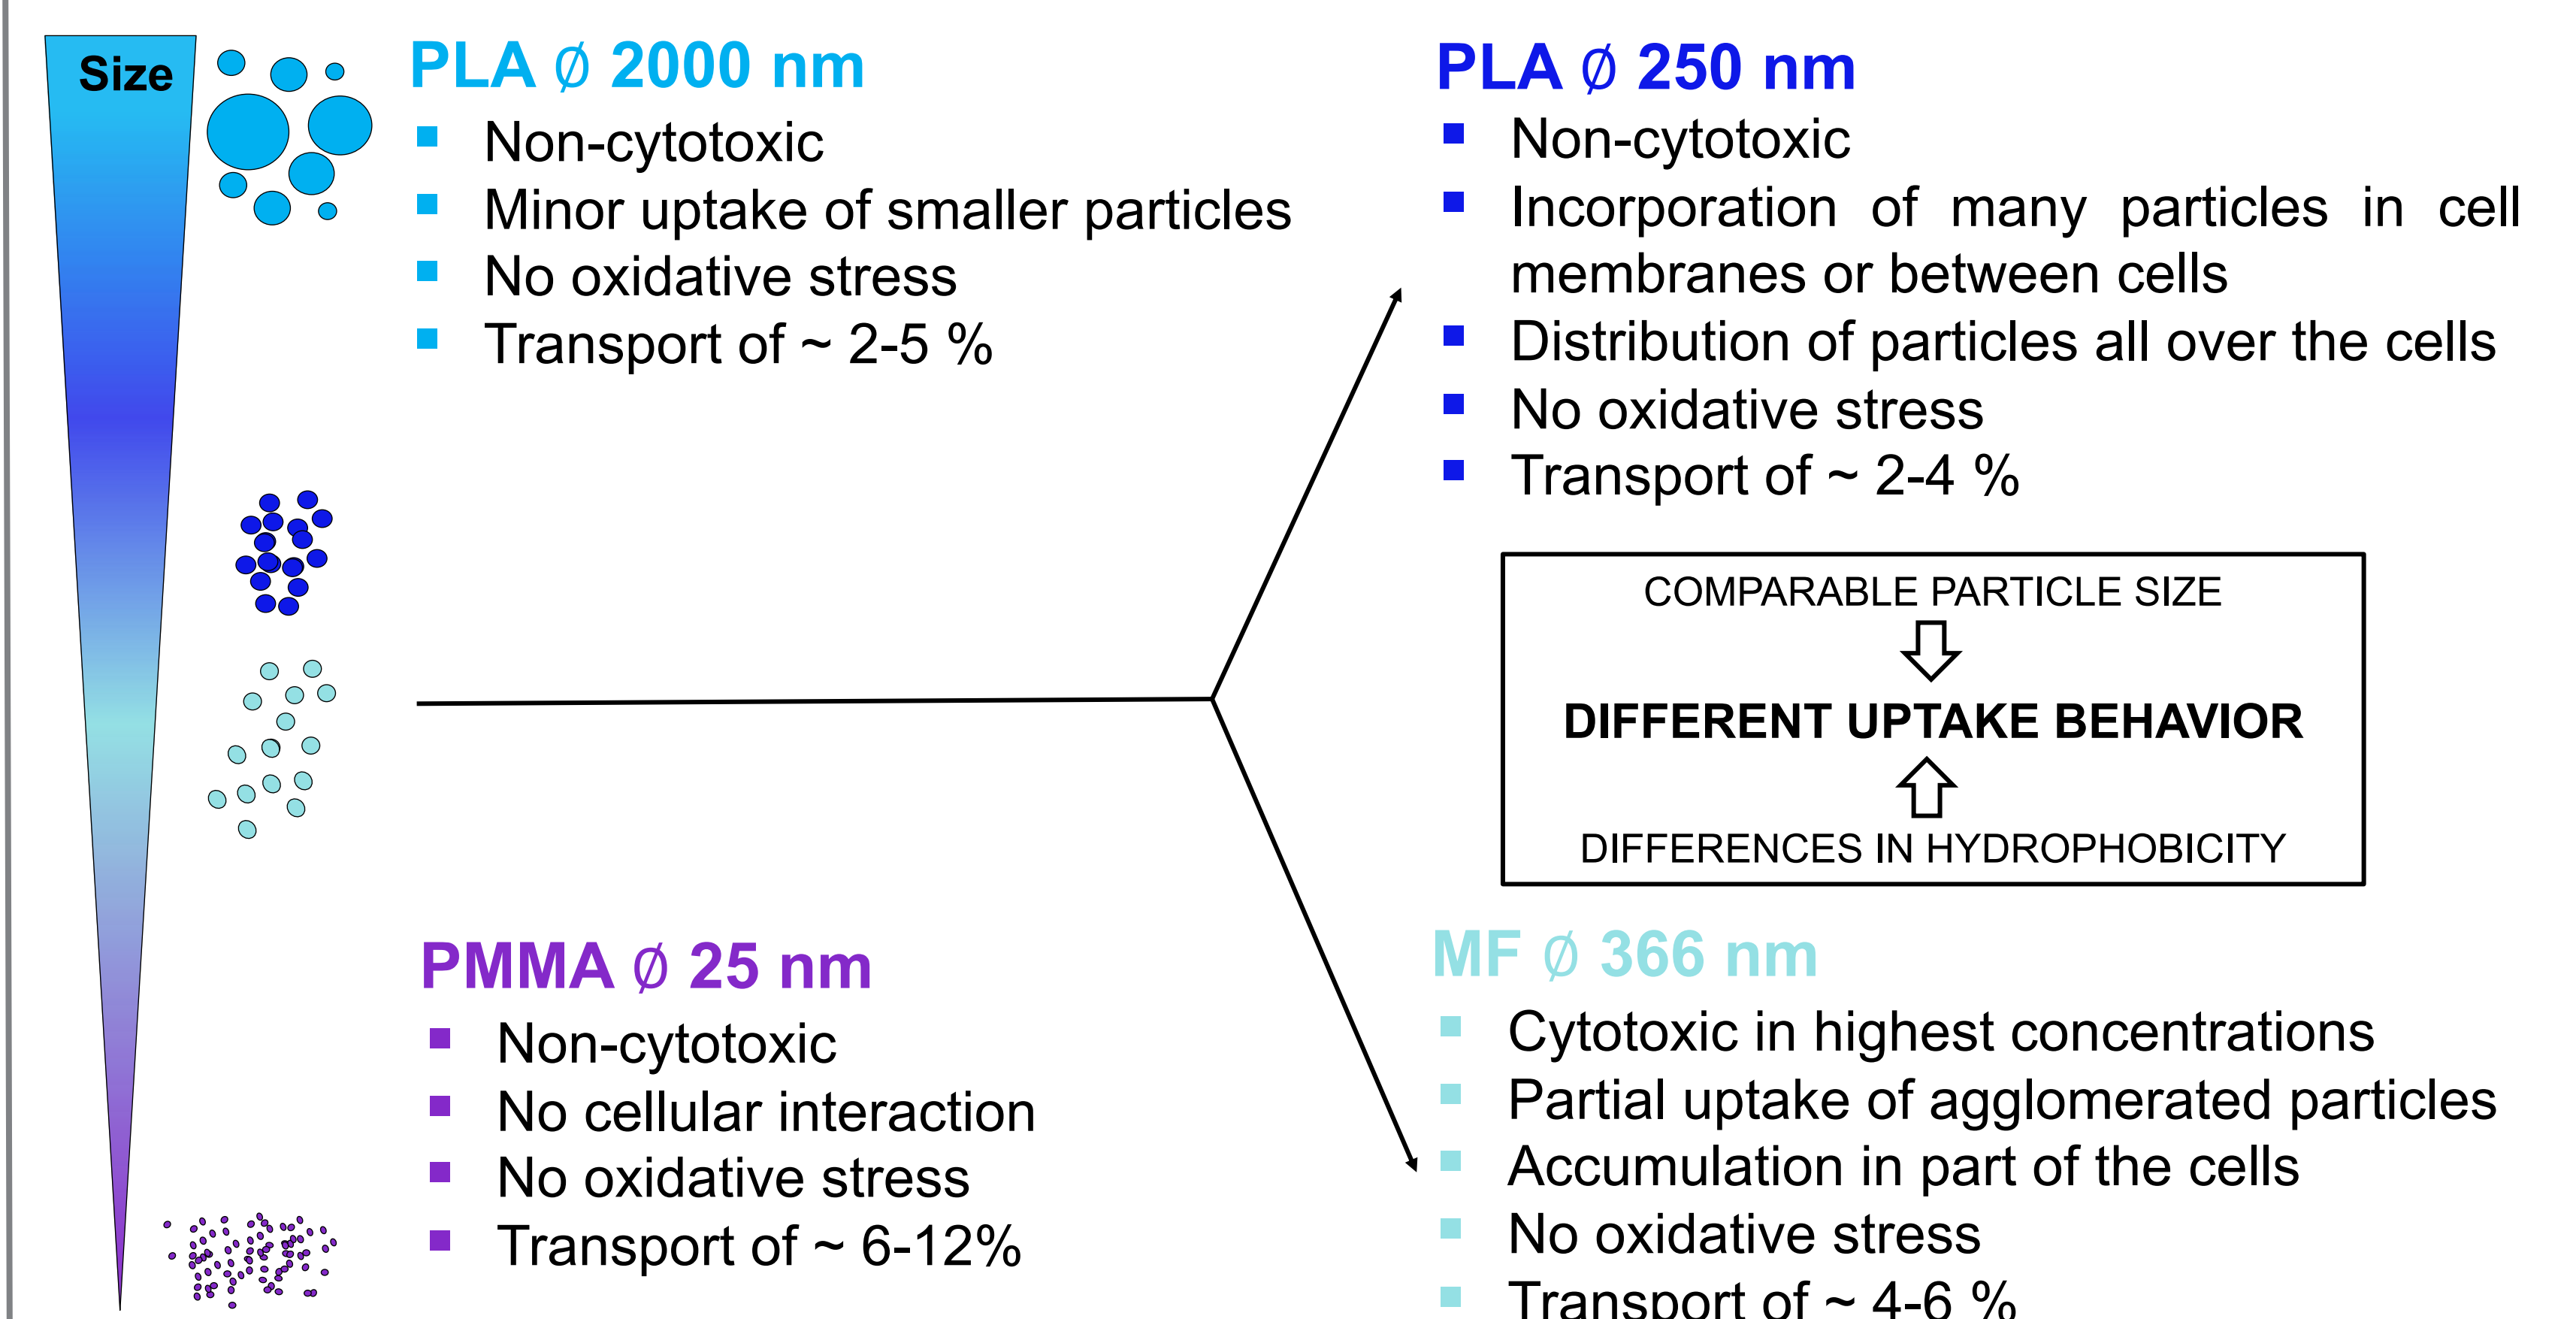 Size
PLA ∅ 2000 nm
Non-cytotoxic
Minor uptake of smaller particles
No oxidative stress
Transport of ~ 2-5 %
PLA ∅ 250 nm
Non-cytotoxic
Incorporation of many particles in cell
membranes or between cells
Distribution of particles all over the cells
No oxidative stress
Transport of ~ 2-4 %
COMPARABLE PARTICLE SIZE
DIFFERENT UPTAKE BEHAVIOR
DIFFERENCES IN HYDROPHOBICITY
PMMA ∅ 25 nm
Non-cytotoxic
No cellular interaction
No oxidative stress
Transport of ~ 6-12%
MF ∅ 366 nm
Cytotoxic in highest concentrations
Partial uptake of agglomerated particles
Accumulation in part of the cells
No oxidative stress
Transport of ~ 4-6 %